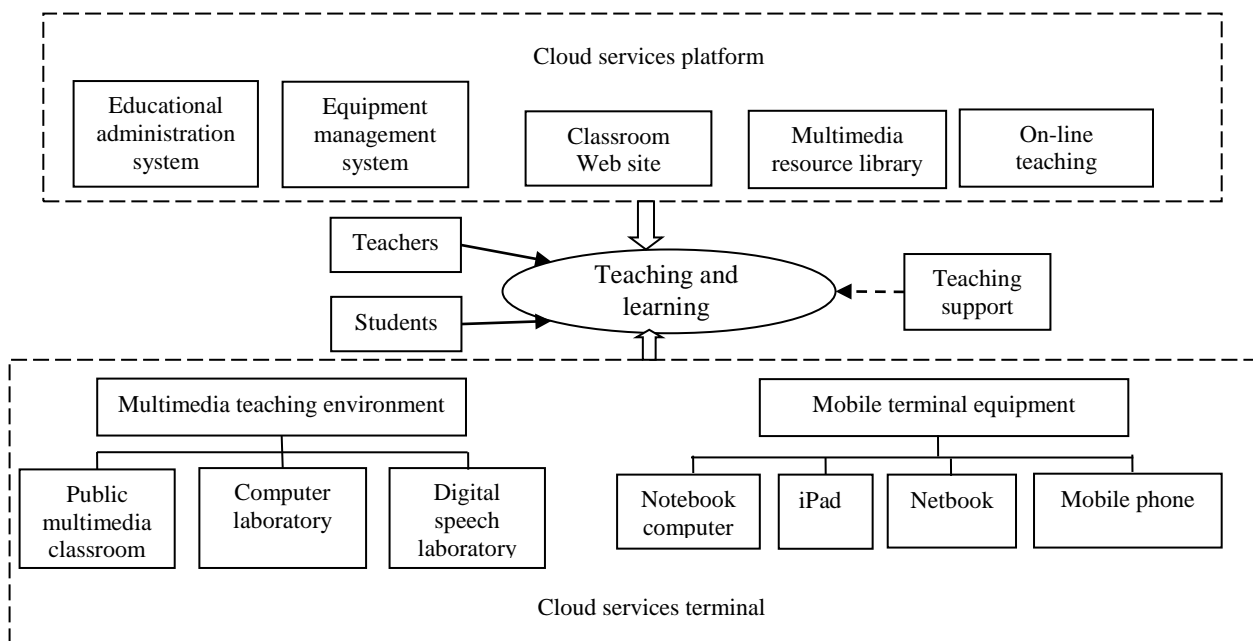 Cloud services platform
Educational
administration
system
Equipment
management
system
Classroom
Web site
Multimedia
resource library
On-line
teaching
Teachers
Students
Teaching and
learning
Teaching
support
Multimedia teaching environment
Mobile terminal equipment
Public
multimedia
classroom
Computer
laboratory
Digital
speech
laboratory
Notebook
computer
iPad
Netbook
Mobile phone
Cloud services terminal